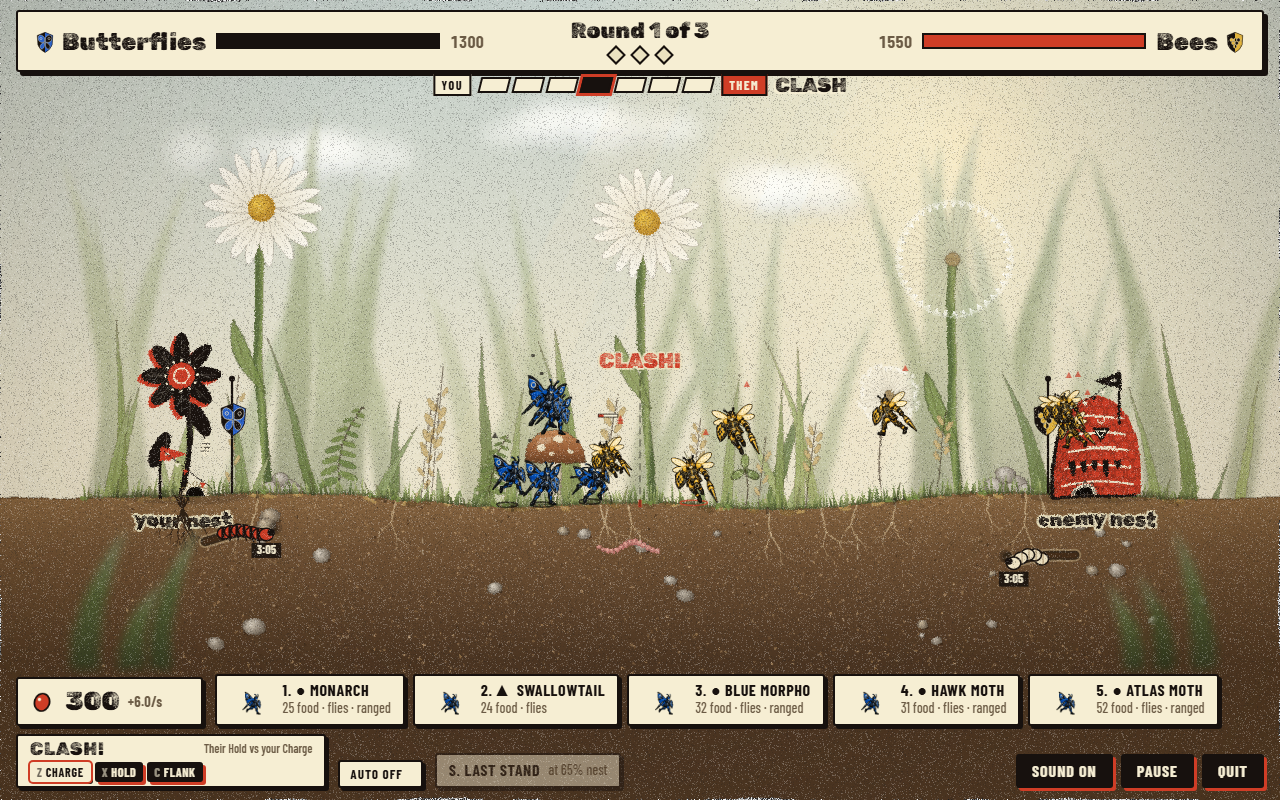 Butterflies 1300
Round 1 of 3
1550 Bees
YOU THEM CLASH
CLASH!
your nest
enemy nest
3:05
3:05
300 +6.0/s
1. ● MONARCH
25 food · flies · ranged
2. ▲ SWALLOWTAIL
24 food · flies
3. ● BLUE MORPHO
32 food · flies · ranged
4. ● HAWK MOTH
31 food · flies · ranged
5. ● ATLAS MOTH
52 food · flies · ranged
CLASH! Their Hold vs your Charge
Z CHARGE X HOLD C FLANK
AUTO OFF
S. LAST STAND at 65% nest
SOUND ON PAUSE QUIT